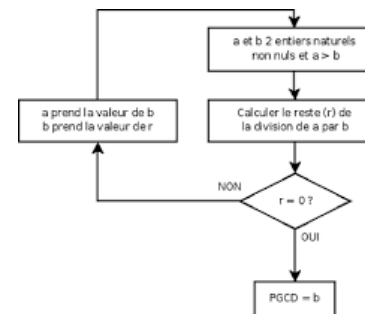 a et b 2 entiers naturels
non nuls et a > b
a prend la valeur de b
b prend la valeur de r
Calculer le reste (r) de
la division de a par b
NON
r = 0 ?
OUI
PGCD = b